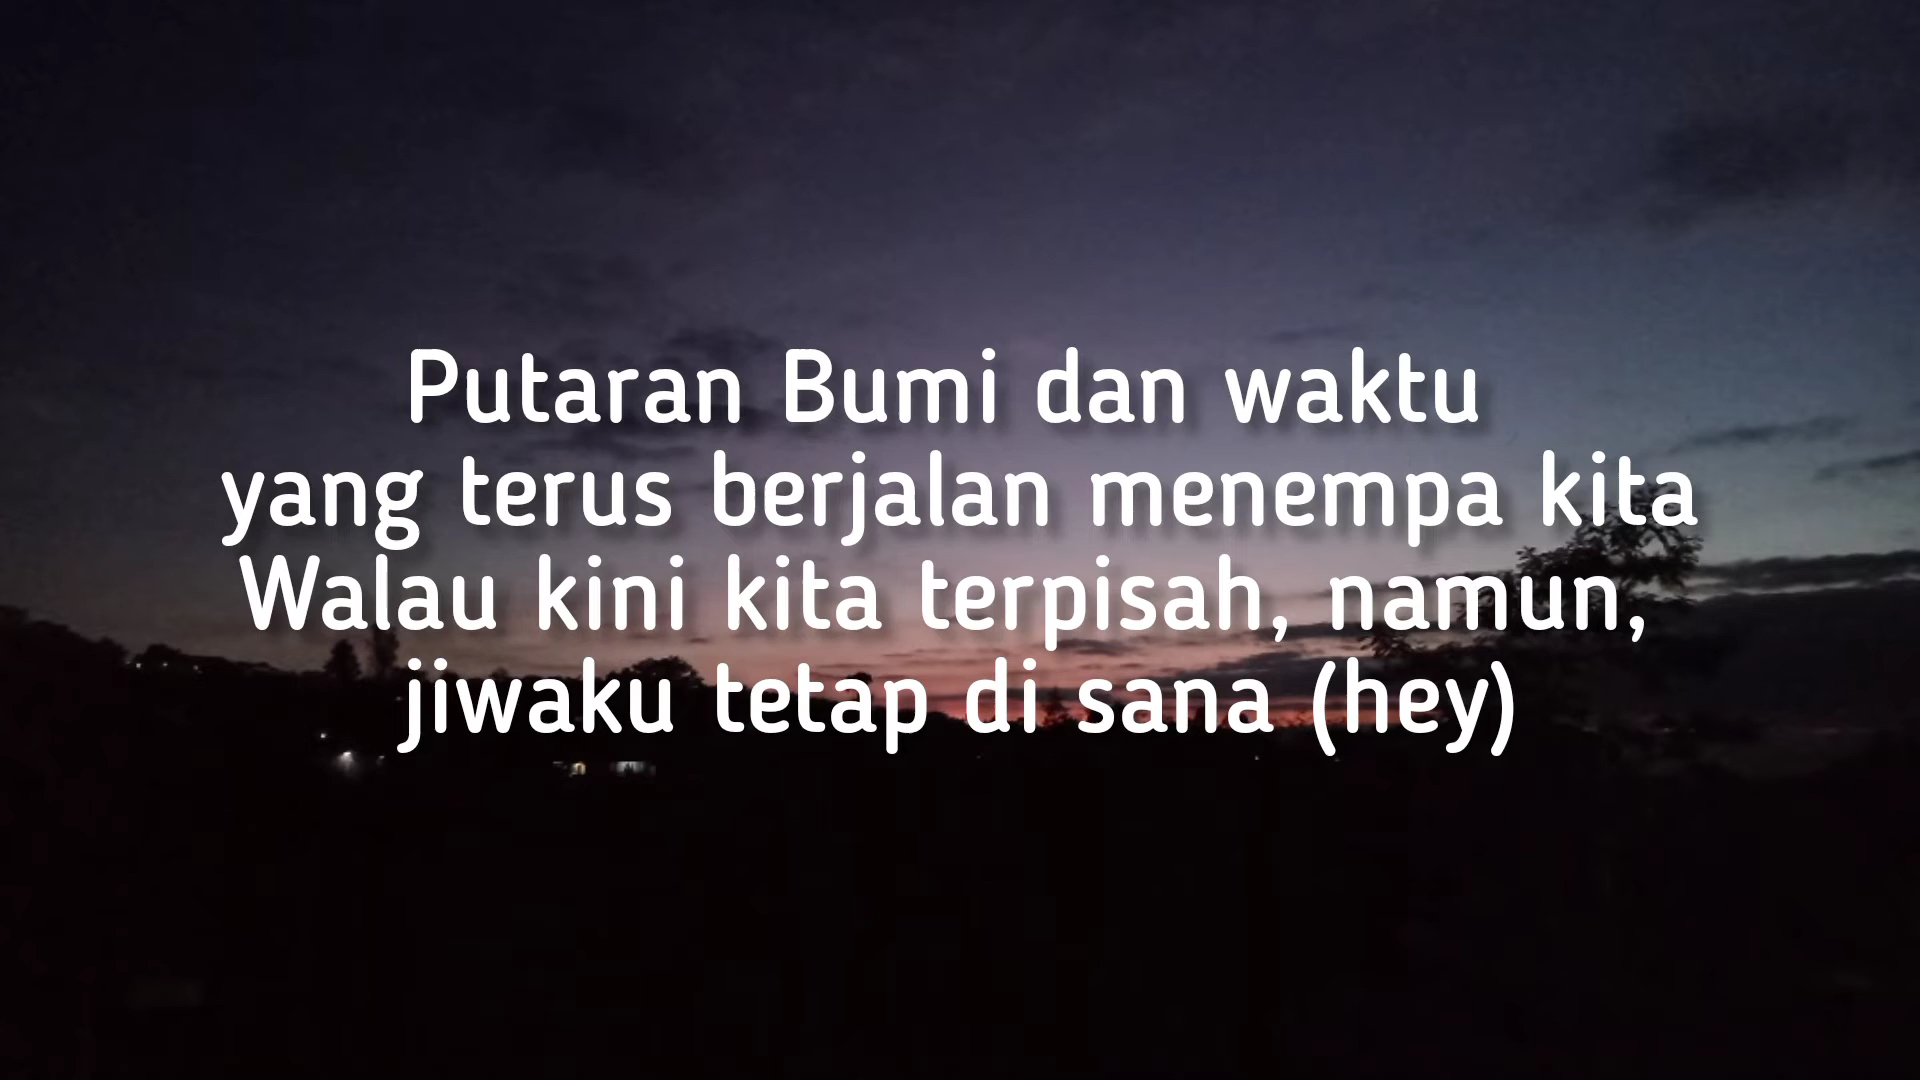 Putaran Bumi dan waktu
yang terus berjalan menempa kita
Walau kini kita terpisah, namun,
jiwaku tetap di sana (hey)